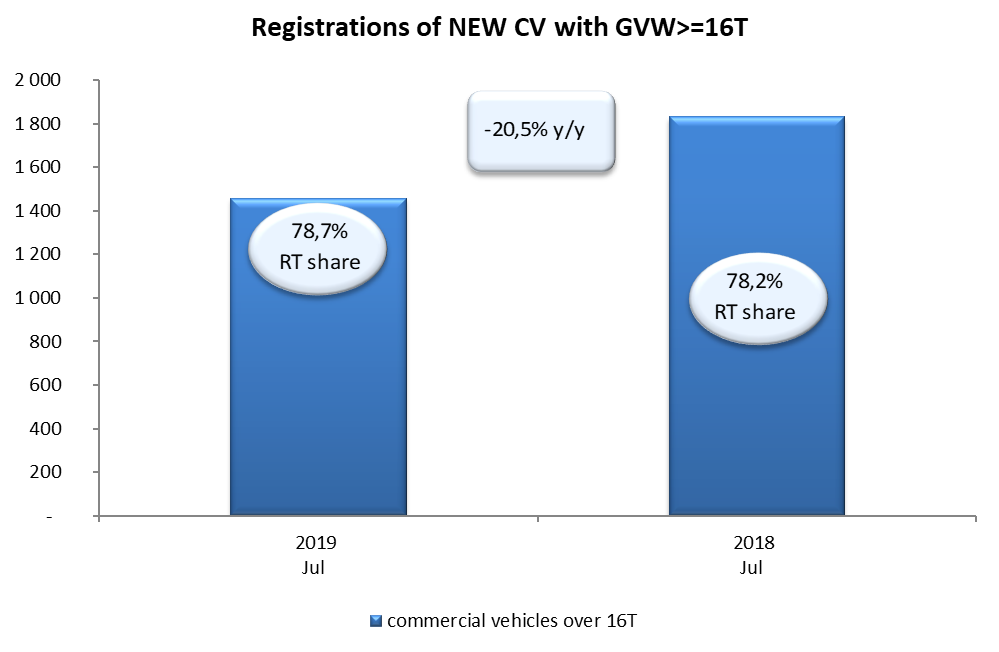 Registrations of NEW CV with GVW>=16T
2 000
1 800
1 600
1 400
1 200
1 000
800
600
400
200
-
-20,5% y/y
78,7%
RT share
78,2%
RT share
2019
Jul
2018
Jul
commercial vehicles over 16T